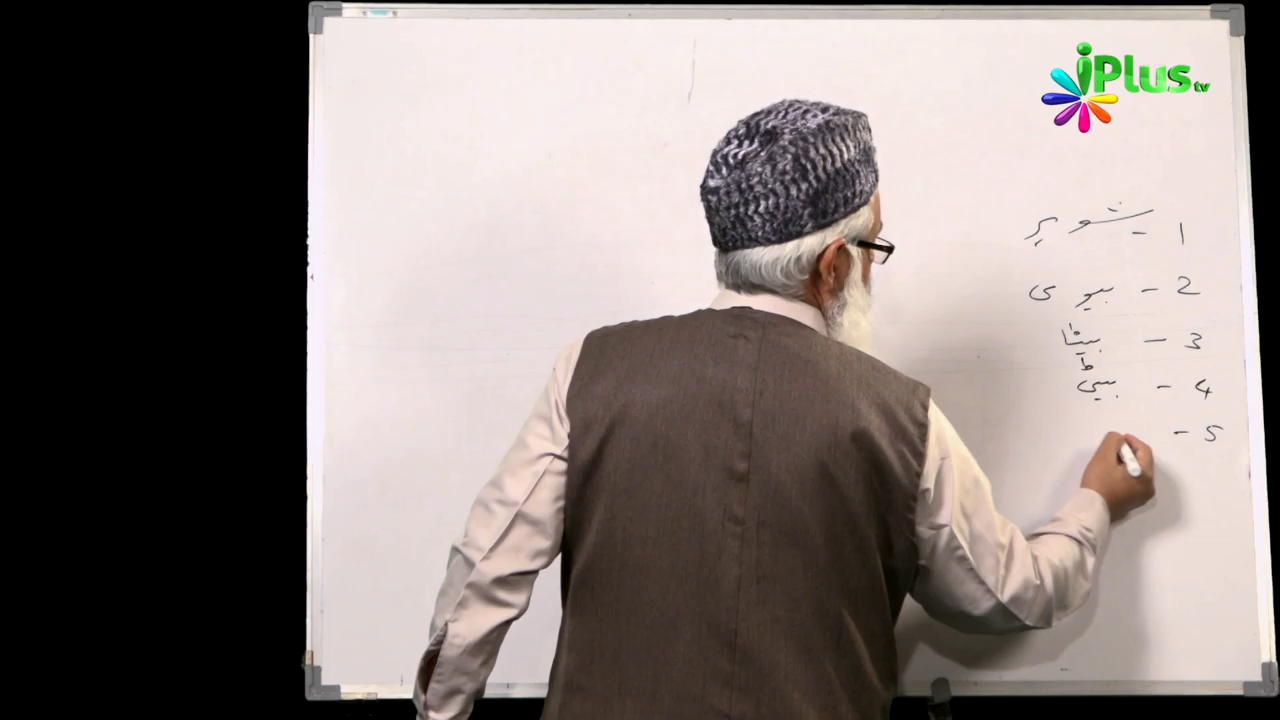 iPlus tv
1 - شوہر
2 - بیوی
3 - بیٹا
4 - بیٹی
5 -